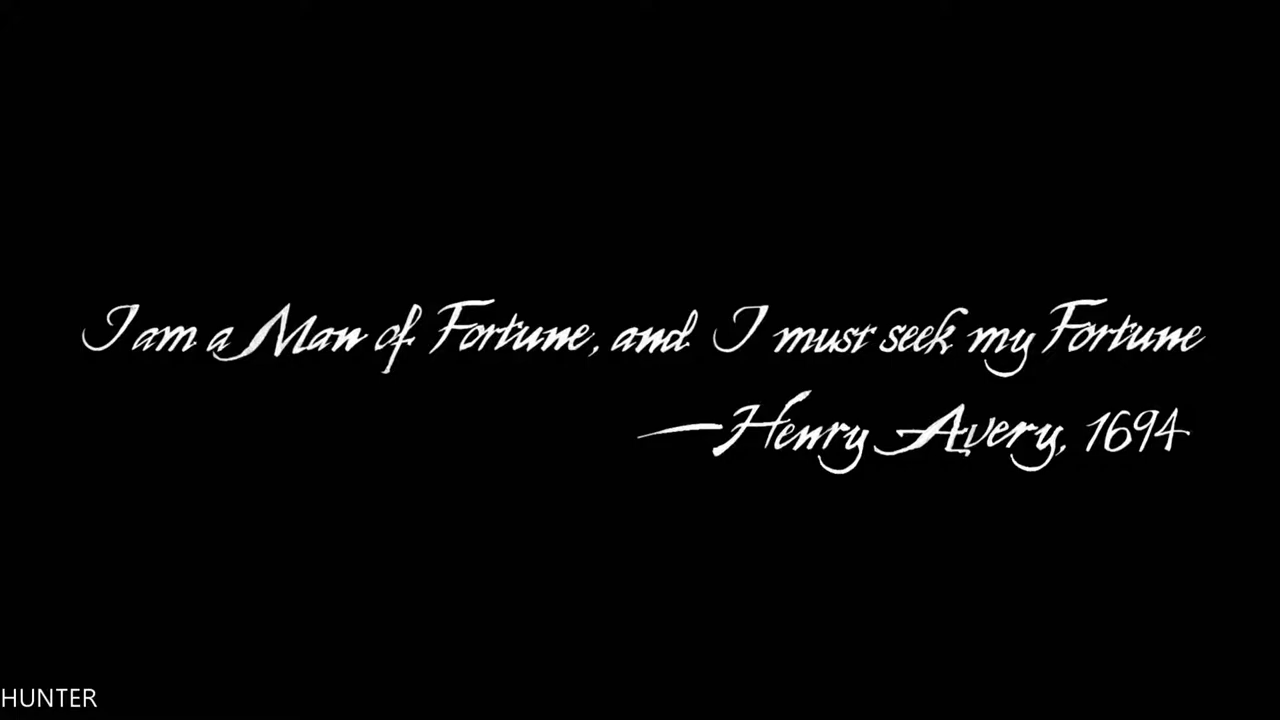 I am a Man of Fortune, and I must seek my Fortune
—Henry Avery, 1694
HUNTER